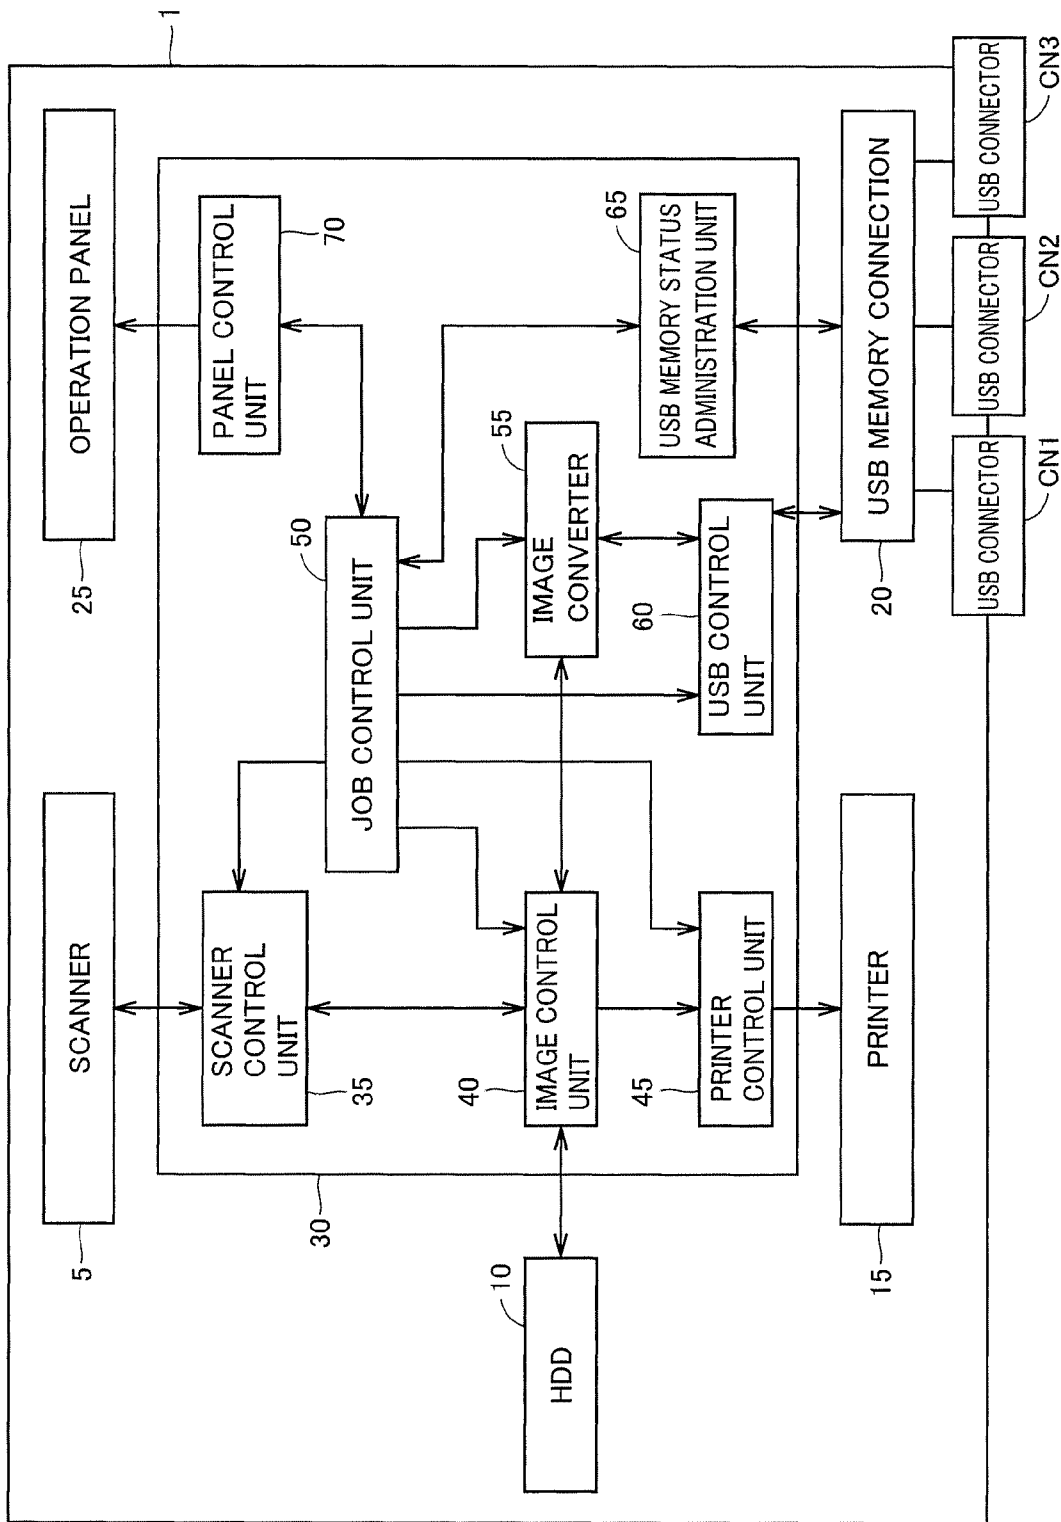 1
SCANNER
5
OPERATION PANEL
25
SCANNER
CONTROL
UNIT
35
PANEL CONTROL
UNIT
70
JOB CONTROL UNIT
50
HDD
10
30
IMAGE CONTROL
UNIT
40
IMAGE
CONVERTER
55
USB MEMORY STATUS
ADMINISTRATION UNIT
65
PRINTER
CONTROL UNIT
45
USB CONTROL
UNIT
60
PRINTER
15
USB MEMORY CONNECTION
20
USB CONNECTOR
CN1
USB CONNECTOR
CN2
USB CONNECTOR
CN3